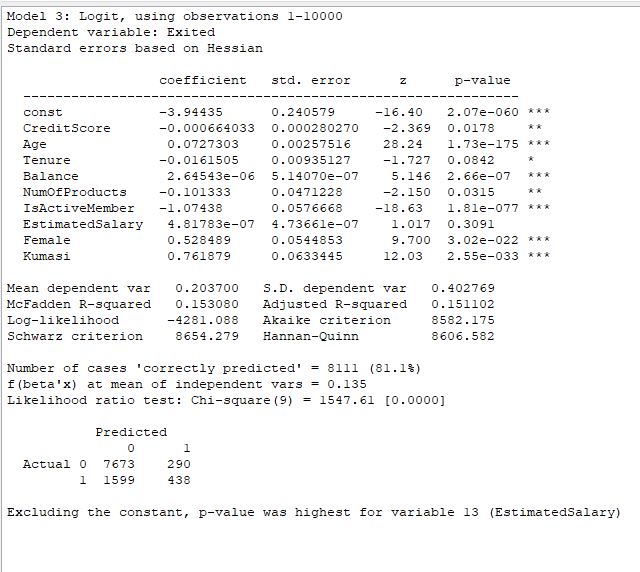 Model 3: Logit, using observations 1-10000
Dependent variable: Exited
Standard errors based on Hessian
coefficient std. error z p-value
const -3.94435 0.240579 -16.40 2.07e-060 ***
CreditScore -0.000664033 0.000280270 -2.369 0.0178 **
Age 0.0727303 0.00257516 28.24 1.73e-175 ***
Tenure -0.0161505 0.00935127 -1.727 0.0842 *
Balance 2.64543e-06 5.14070e-07 5.146 2.66e-07 ***
NumOfProducts -0.101333 0.0471228 -2.150 0.0315 **
IsActiveMember -1.07438 0.0576668 -18.63 1.81e-077 ***
EstimatedSalary 4.81783e-07 4.73661e-07 1.017 0.3091
Female 0.528489 0.0544853 9.700 3.02e-022 ***
Kumasi 0.761879 0.0633445 12.03 2.55e-033 ***
Mean dependent var 0.203700 S.D. dependent var 0.402769
McFadden R-squared 0.153080 Adjusted R-squared 0.151102
Log-likelihood -4281.088 Akaike criterion 8582.175
Schwarz criterion 8654.279 Hannan-Quinn 8606.582
Number of cases 'correctly predicted' = 8111 (81.1%)
f(beta'x) at mean of independent vars = 0.135
Likelihood ratio test: Chi-square(9) = 1547.61 [0.0000]
Predicted
0 1
Actual 0 7673 290
1 1599 438
Excluding the constant, p-value was highest for variable 13 (EstimatedSalary)